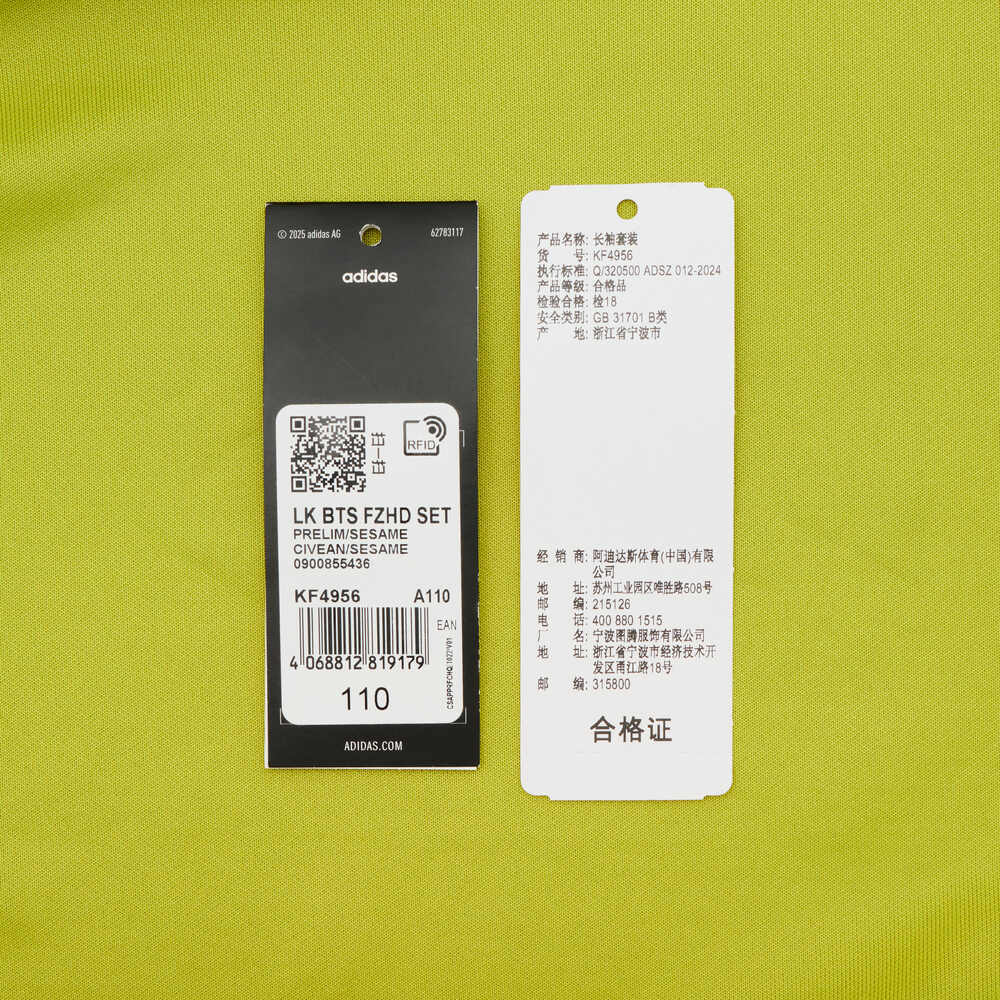 © 2025 adidas AG
62783117
adidas
RFID
LK BTS FZHD SET
PRELIM/SESAME
CIVEAN/SESAME
0900855436
KF4956 A110
EAN
4 068812 819179
110
ADIDAS.COM
产品名称: 长袖套装
货 号: KF4956
执行标准: Q/320500 ADSZ 012-2024
产品等级: 合格品
检验合格: 检18
安全类别: GB 31701 B类
产 地: 浙江省宁波市
经 销 商: 阿迪达斯体育(中国)有限
公司
地 址: 苏州工业园区唯胜路508号
邮 编: 215126
电 话: 400 880 1515
厂 名: 宁波图腾服饰有限公司
地 址: 浙江省宁波市经济技术开
发区甬江路18号
邮 编: 315800
合格证